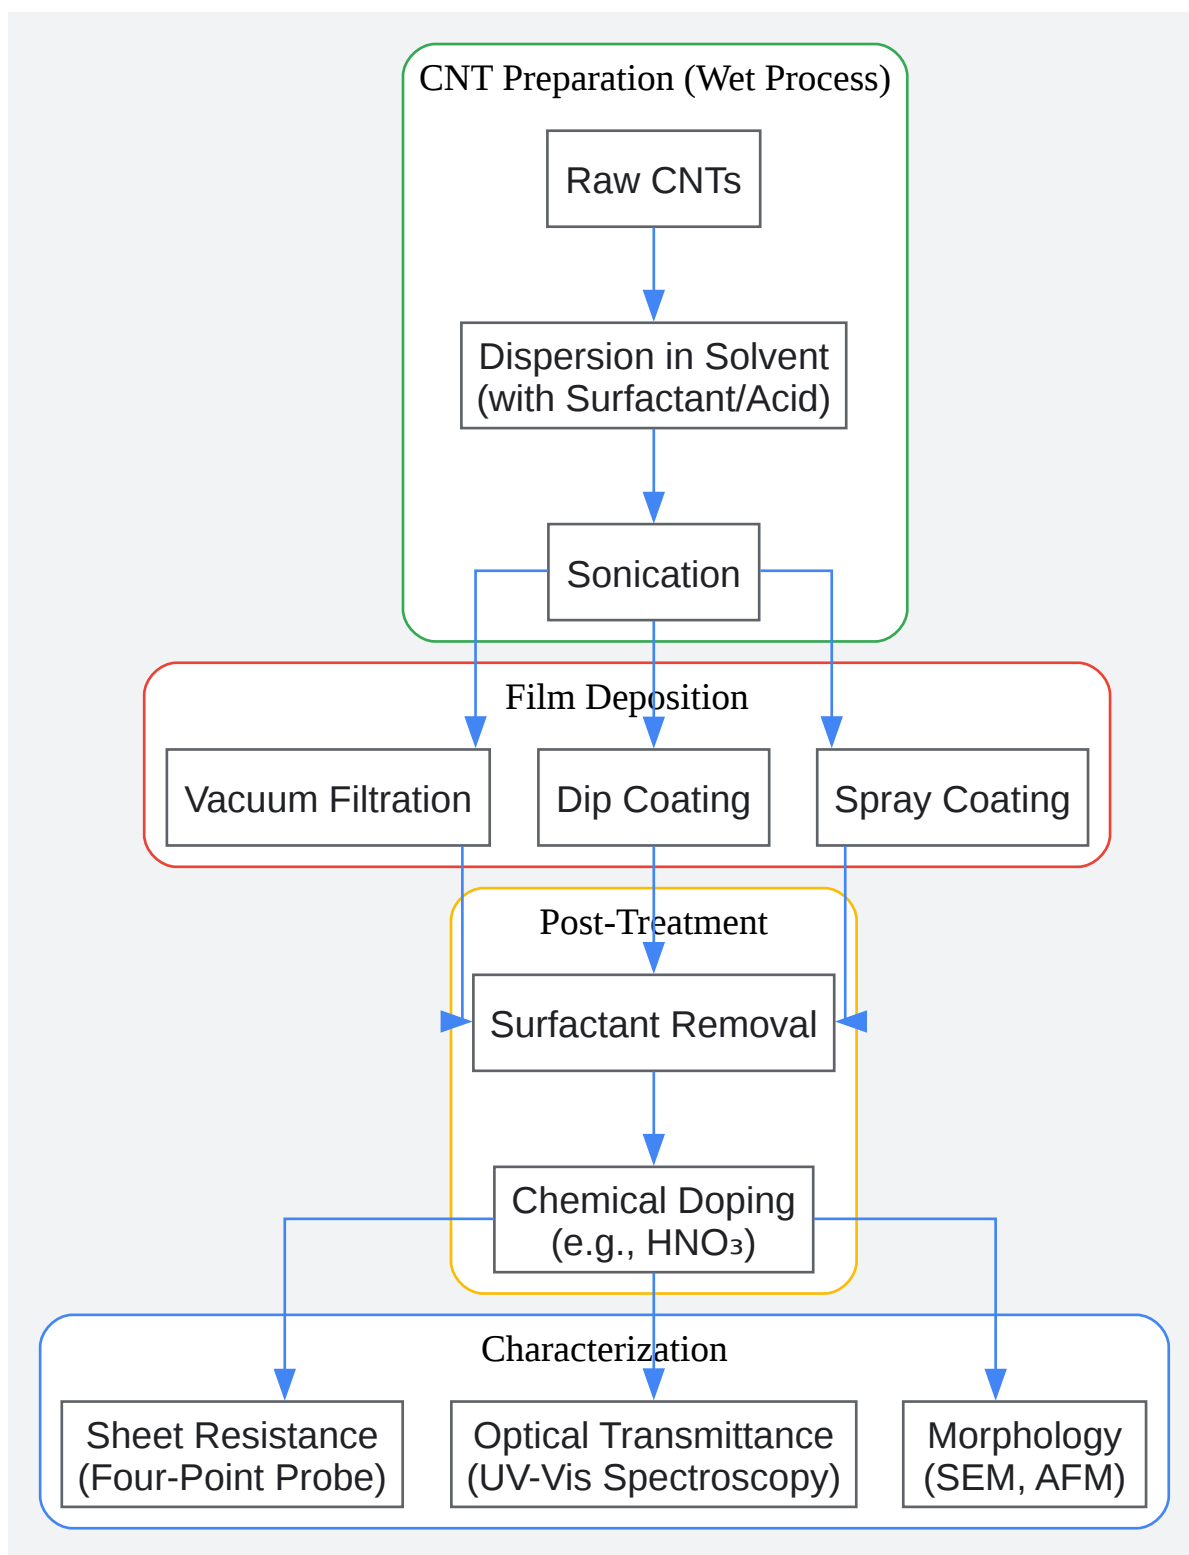 CNT Preparation (Wet Process)
Raw CNTs
Dispersion in Solvent
(with Surfactant/Acid)
Sonication
Film Deposition
Vacuum Filtration
Dip Coating
Spray Coating
Post-Treatment
Surfactant Removal
Chemical Doping
(e.g., HNO₃)
Characterization
Sheet Resistance
(Four-Point Probe)
Optical Transmittance
(UV-Vis Spectroscopy)
Morphology
(SEM, AFM)